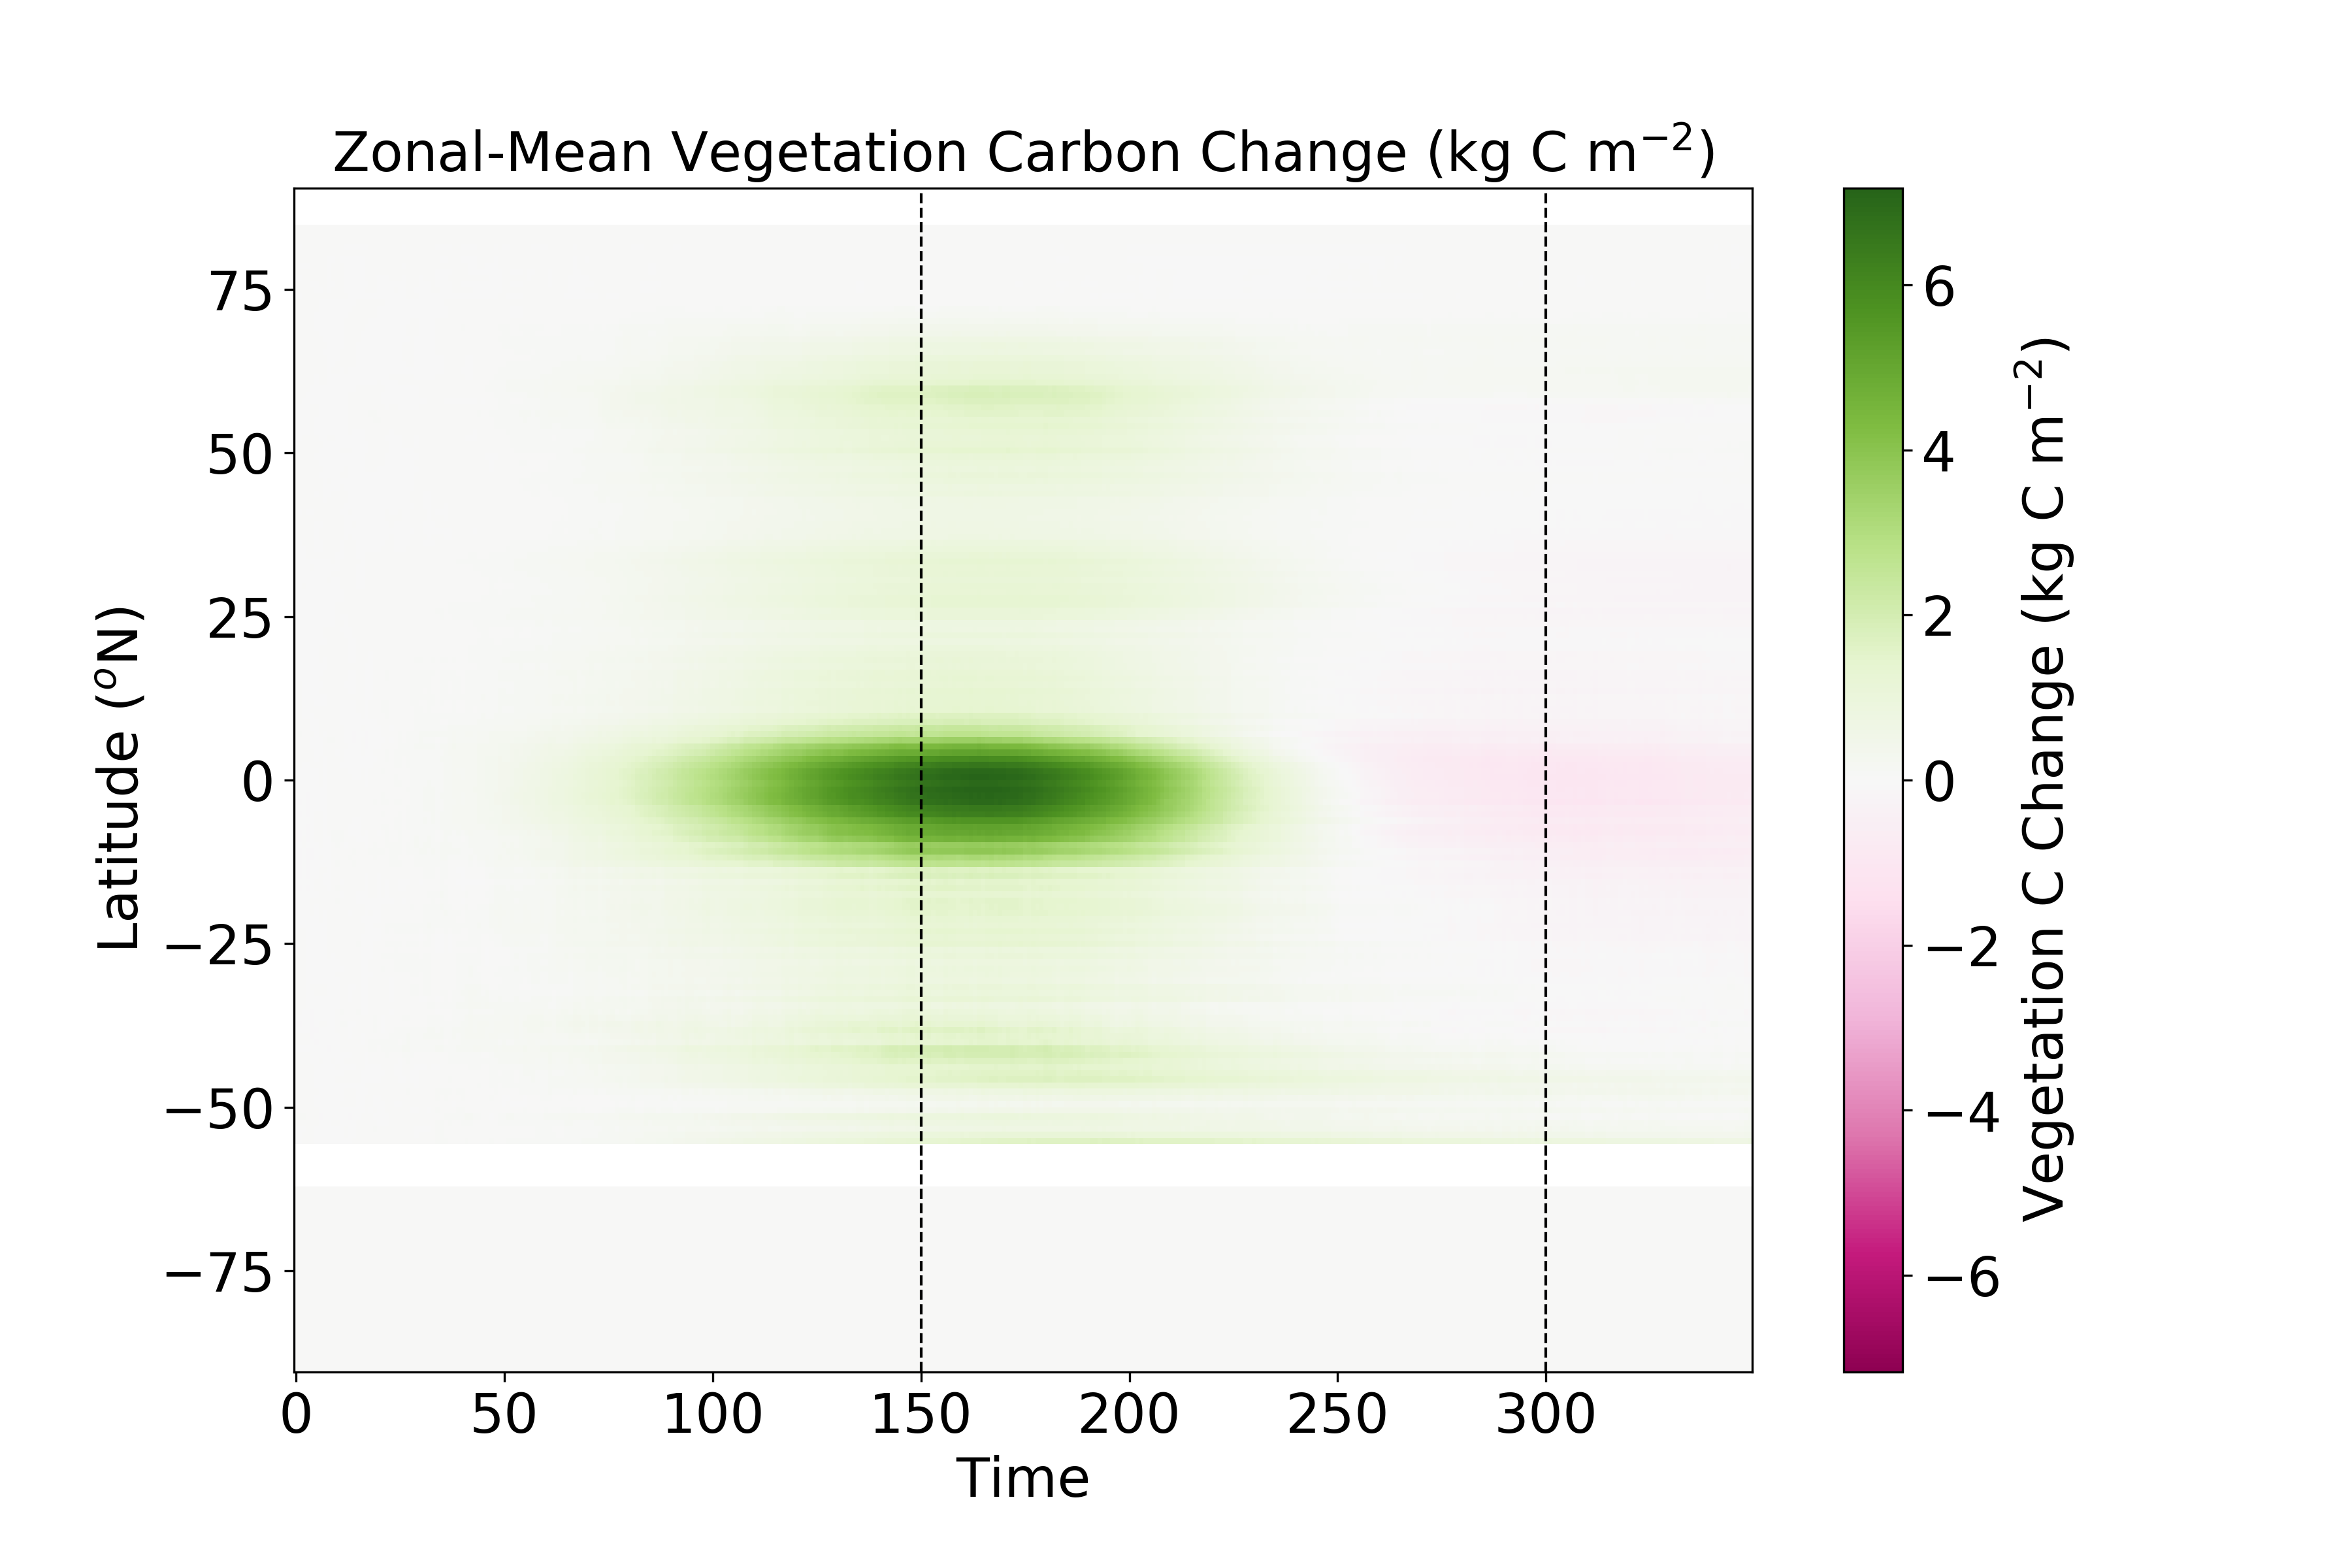 Zonal-Mean Vegetation Carbon Change (kg C m⁻²)
75
50
25
0
−25
−50
−75
Latitude (ᵒN)
0 50 100 150 200 250 300
Time
6
4
2
0
−2
−4
−6
Vegetation C Change (kg C m⁻²)